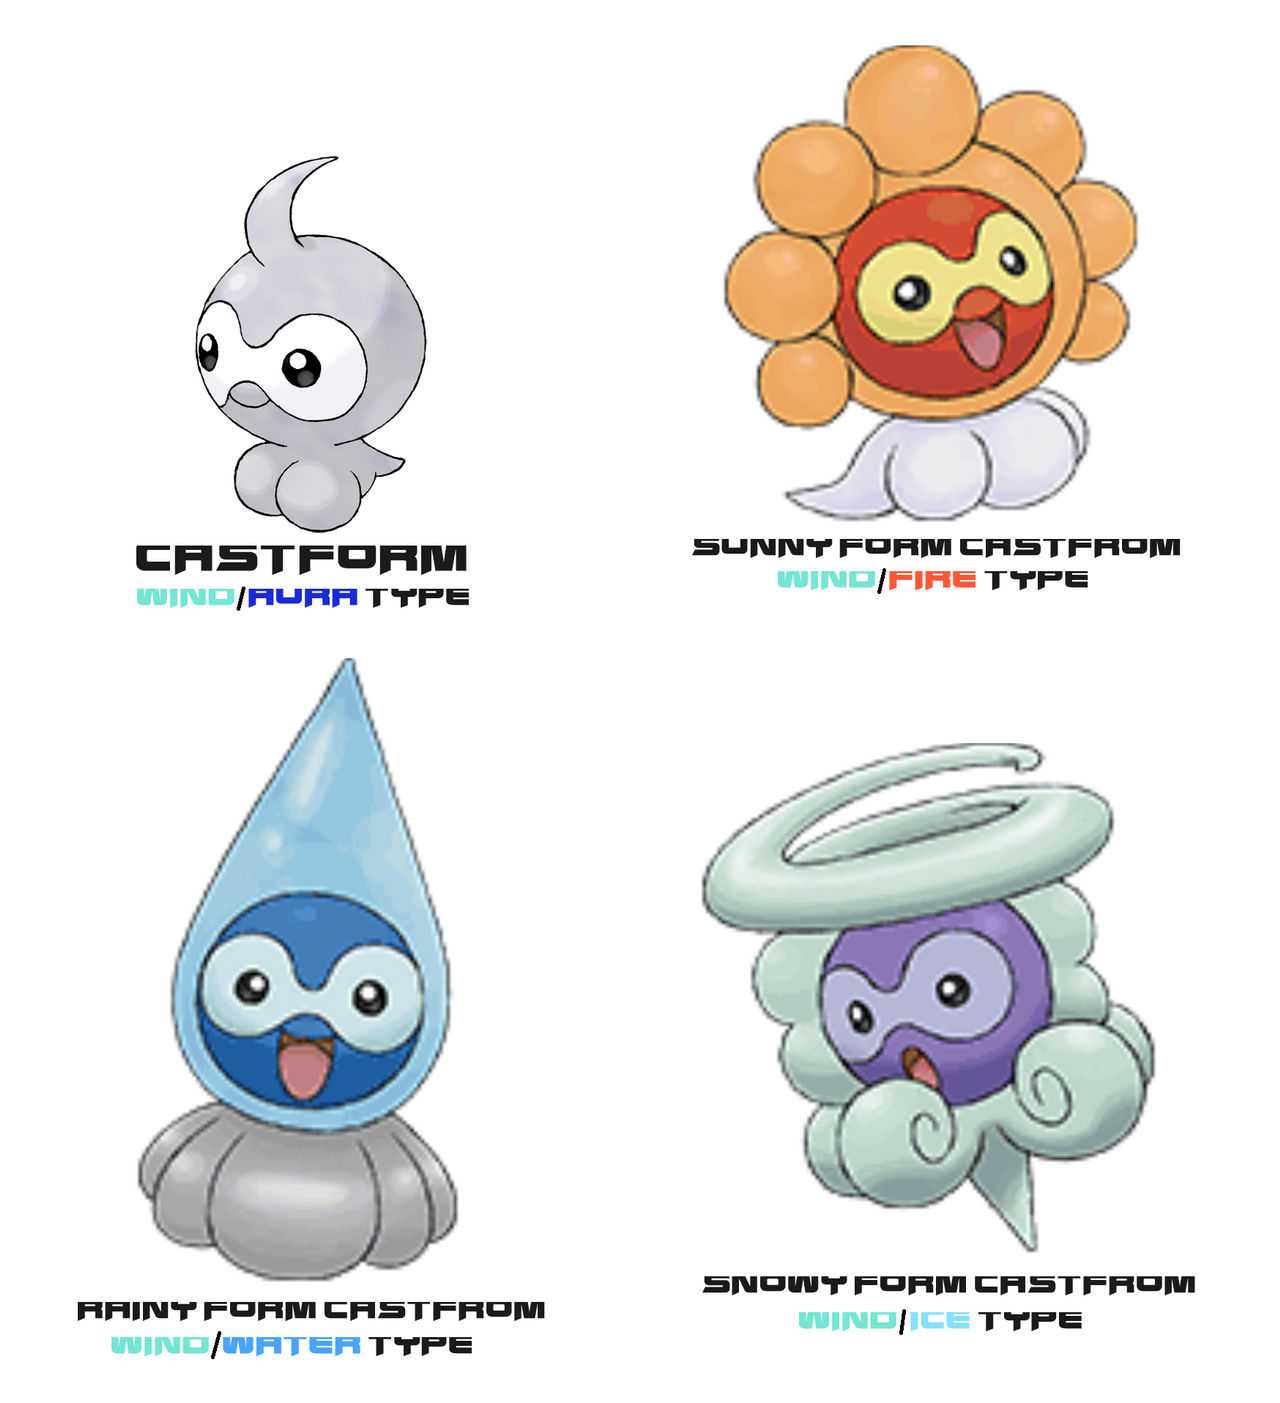 CASTFORM
WIND/AURA TYPE
SUNNY FORM CASTFROM
WIND/FIRE TYPE
RAINY FORM CASTFROM
WIND/WATER TYPE
SNOWY FORM CASTFROM
WIND/ICE TYPE